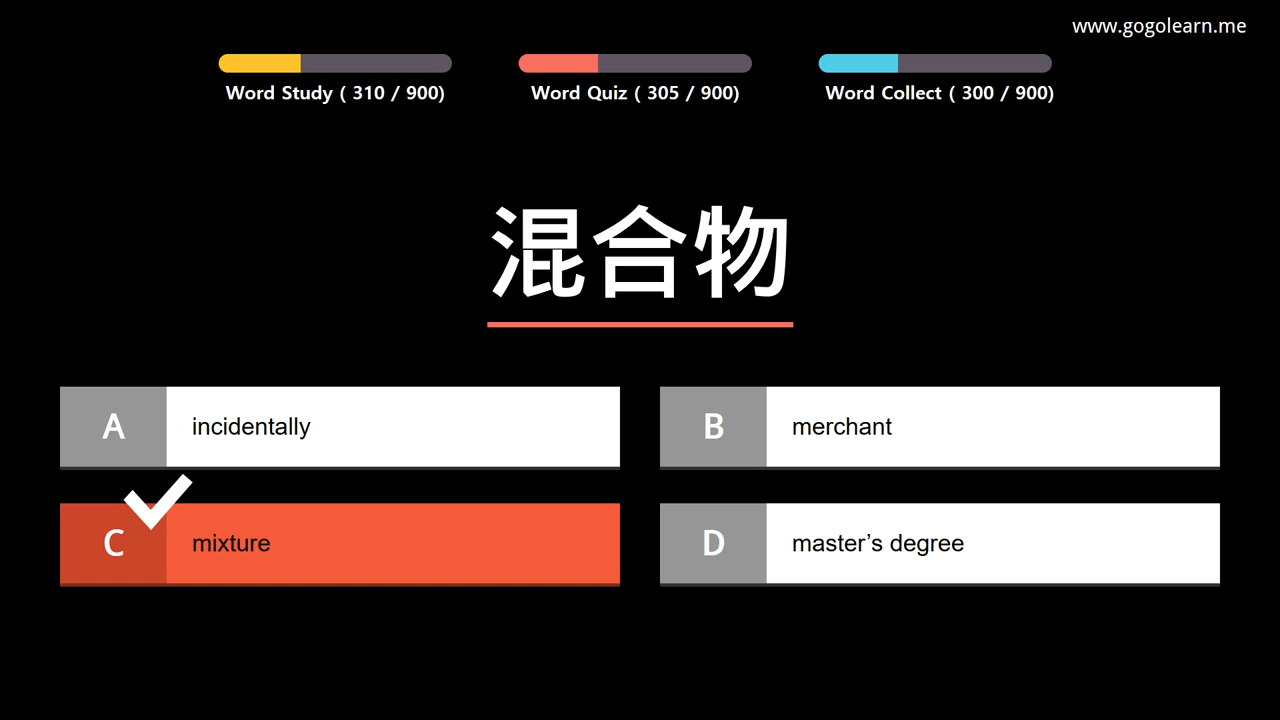 www.gogolearn.me
Word Study ( 310 / 900)
Word Quiz ( 305 / 900)
Word Collect ( 300 / 900)
混合物
A
incidentally
B
merchant
C
mixture
D
master’s degree